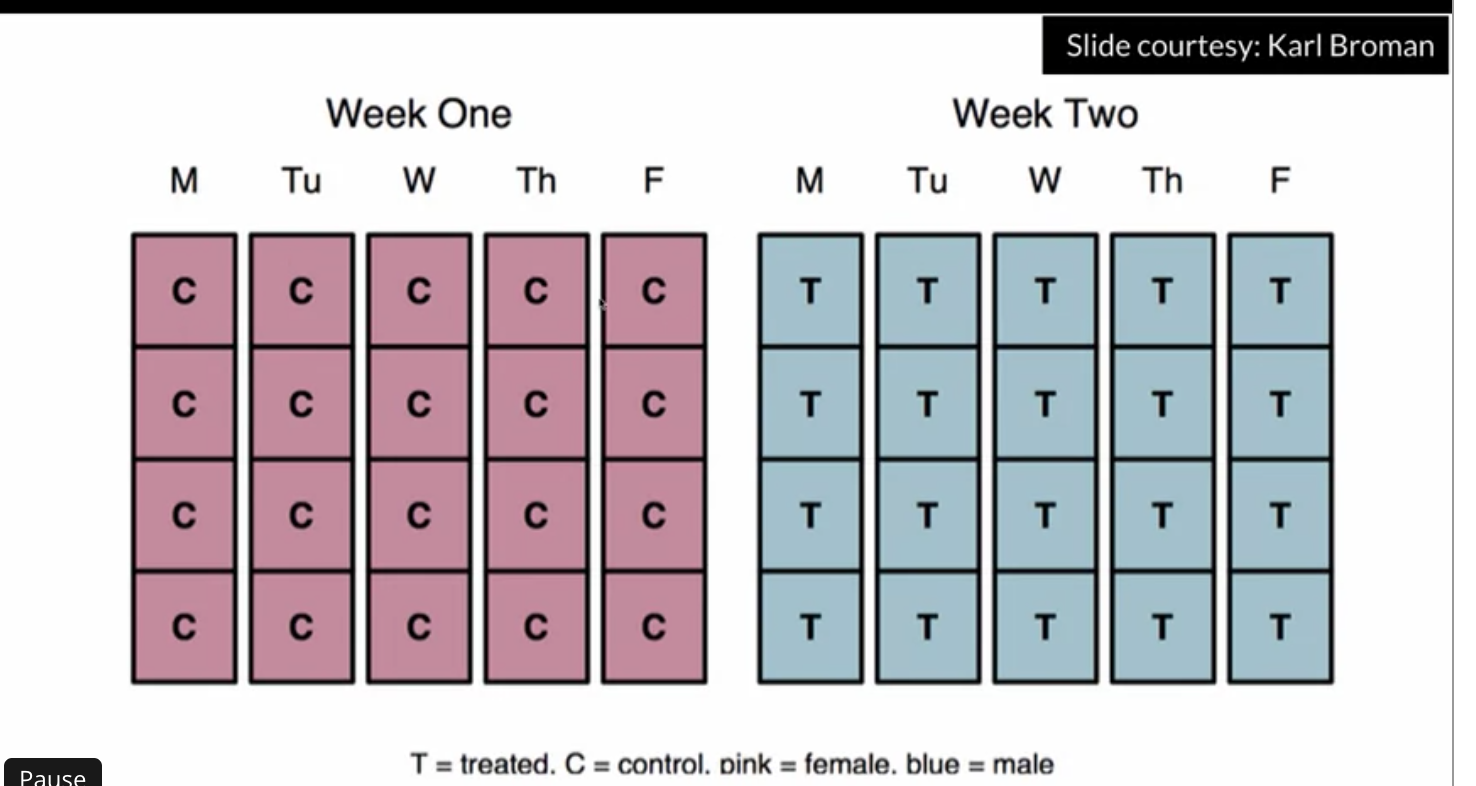 Slide courtesy: Karl Broman
Week One Week Two
M Tu W Th F M Tu W Th F
C C C C C T T T T T
C C C C C T T T T T
C C C C C T T T T T
C C C C C T T T T T
T = treated, C = control, pink = female, blue = male
Pause